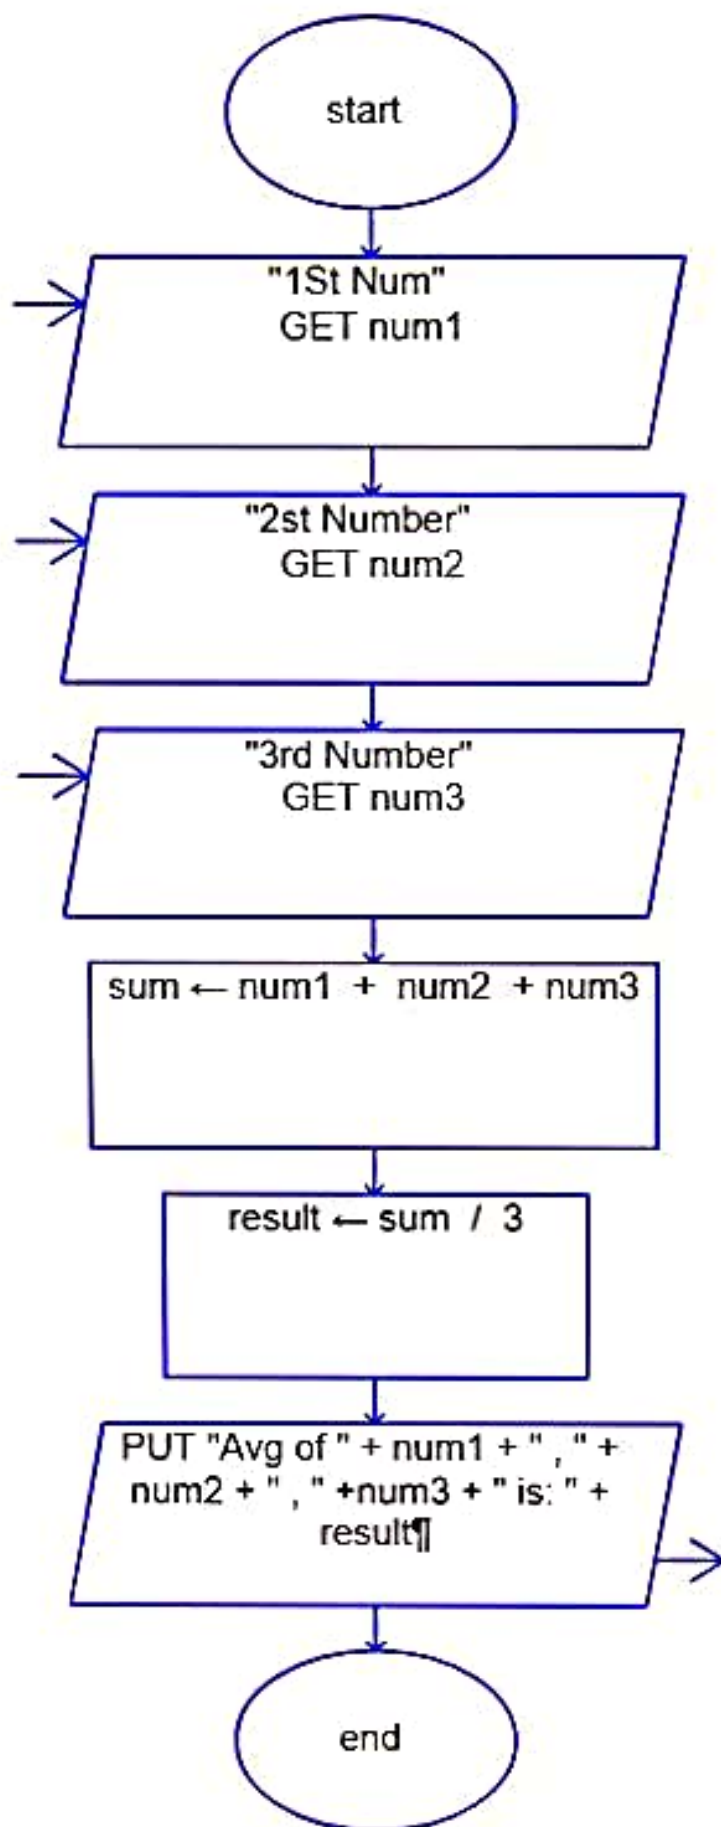 start
"1St Num"
GET num1
"2st Number"
GET num2
"3rd Number"
GET num3
sum ← num1 + num2 + num3
result ← sum / 3
PUT "Avg of " + num1 + " , " +
num2 + " , " +num3 + " is: " +
result¶
end